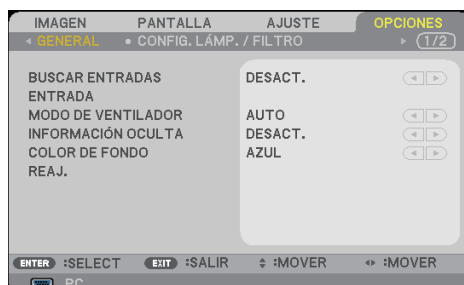 IMAGEN PANTALLA AJUSTE OPCIONES
GENERAL • CONFIG. LÁMP. / FILTRO (1/2)
BUSCAR ENTRADAS DESACT.
ENTRADA
MODO DE VENTILADOR AUTO
INFORMACIÓN OCULTA DESACT.
COLOR DE FONDO AZUL
REAJ.
ENTER :SELECT EXIT :SALIR :MOVER :MOVER
PC